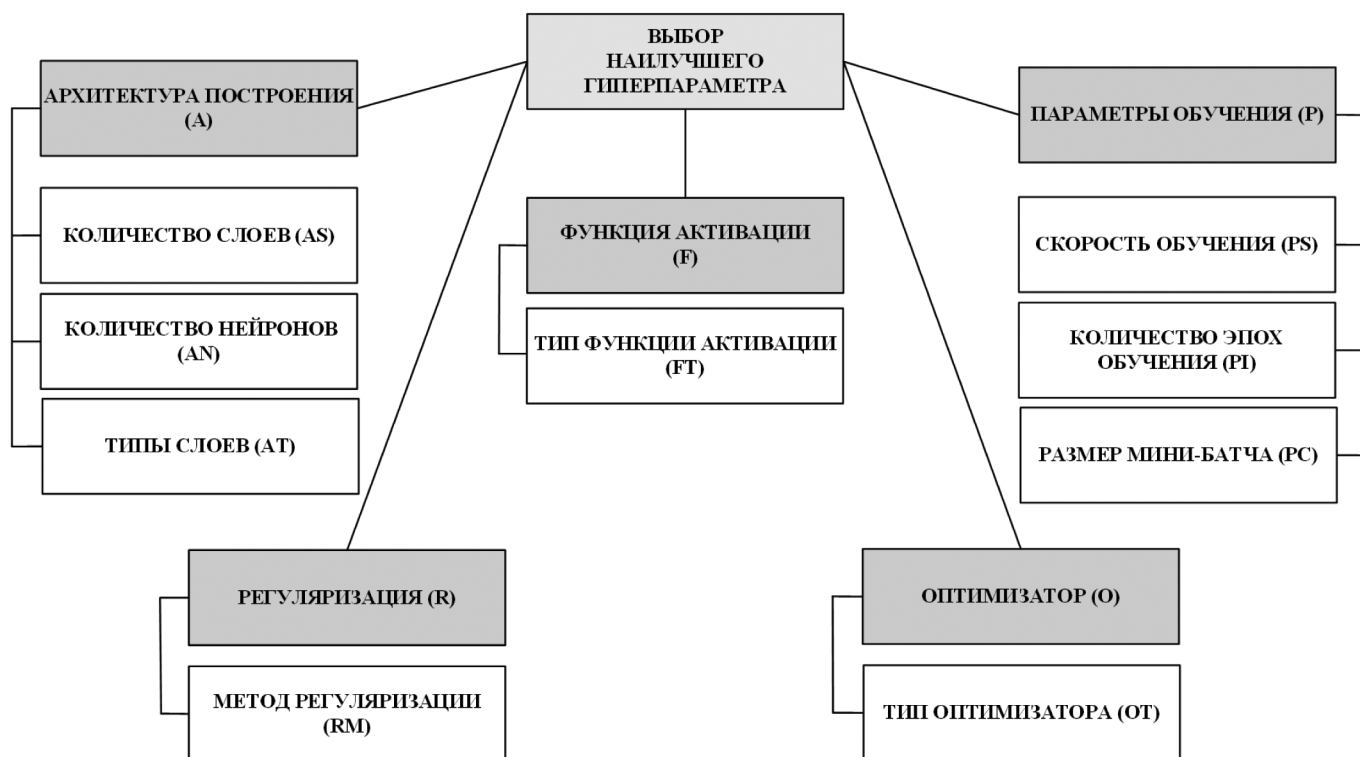 ВЫБОР
НАИЛУЧШЕГО
ГИПЕРПАРАМЕТРА
АРХИТЕКТУРА ПОСТРОЕНИЯ
(A)
КОЛИЧЕСТВО СЛОЕВ (AS)
КОЛИЧЕСТВО НЕЙРОНОВ
(AN)
ТИПЫ СЛОЕВ (AT)
ФУНКЦИЯ АКТИВАЦИИ
(F)
ТИП ФУНКЦИИ АКТИВАЦИИ
(FT)
ПАРАМЕТРЫ ОБУЧЕНИЯ (P)
СКОРОСТЬ ОБУЧЕНИЯ (PS)
КОЛИЧЕСТВО ЭПОХ
ОБУЧЕНИЯ (PI)
РАЗМЕР МИНИ-БАТЧА (PC)
РЕГУЛЯРИЗАЦИЯ (R)
МЕТОД РЕГУЛЯРИЗАЦИИ
(RM)
ОПТИМИЗАТОР (O)
ТИП ОПТИМИЗАТОРА (OT)